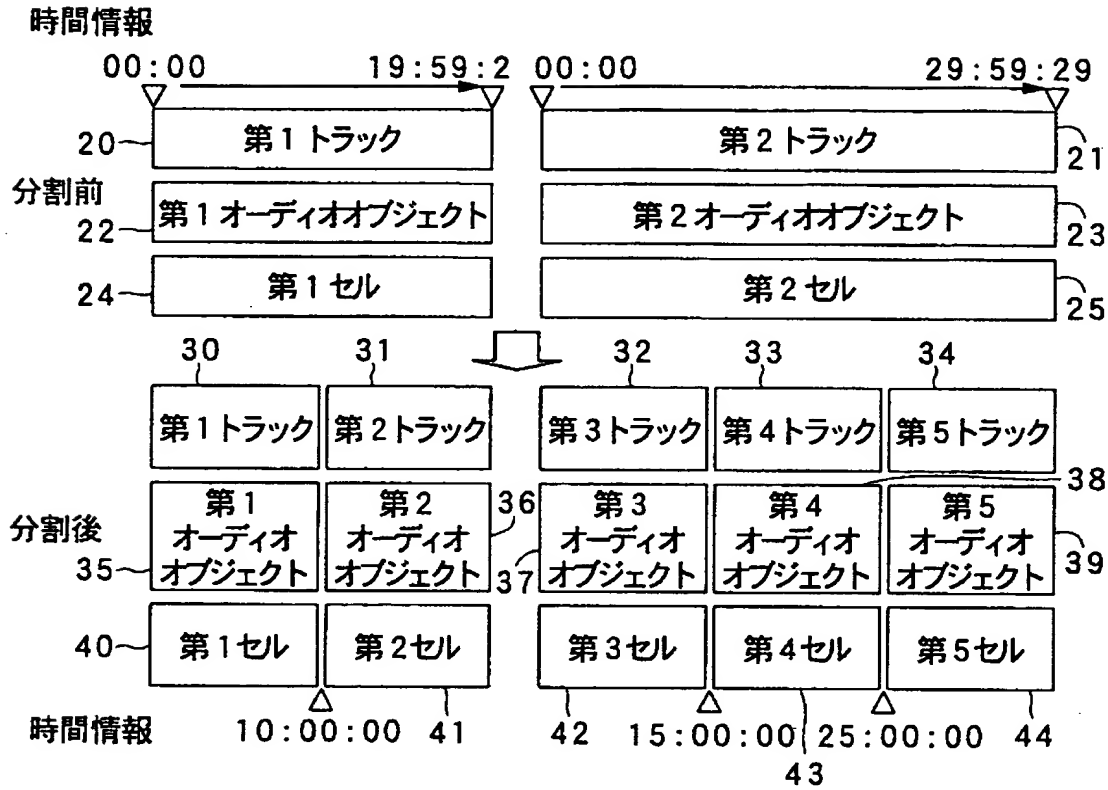 時間情報
00:00 19:59:2 00:00 29:59:29
20 第1トラック 第2トラック 21
分割前
22 第1オーディオオブジェクト 第2オーディオオブジェクト 23
24 第1セル 第2セル 25
30 31 32 33 34
第1トラック 第2トラック 第3トラック 第4トラック 第5トラック
38
分割後
35 第1 第2 36 第3 第4 第5
オーディオ オーディオ オーディオ オーディオ オーディオ
オブジェクト オブジェクト 37 オブジェクト オブジェクト オブジェクト 39
40 第1セル 第2セル 第3セル 第4セル 第5セル
時間情報 10:00:00 41 42 15:00:00 25:00:00 44
43